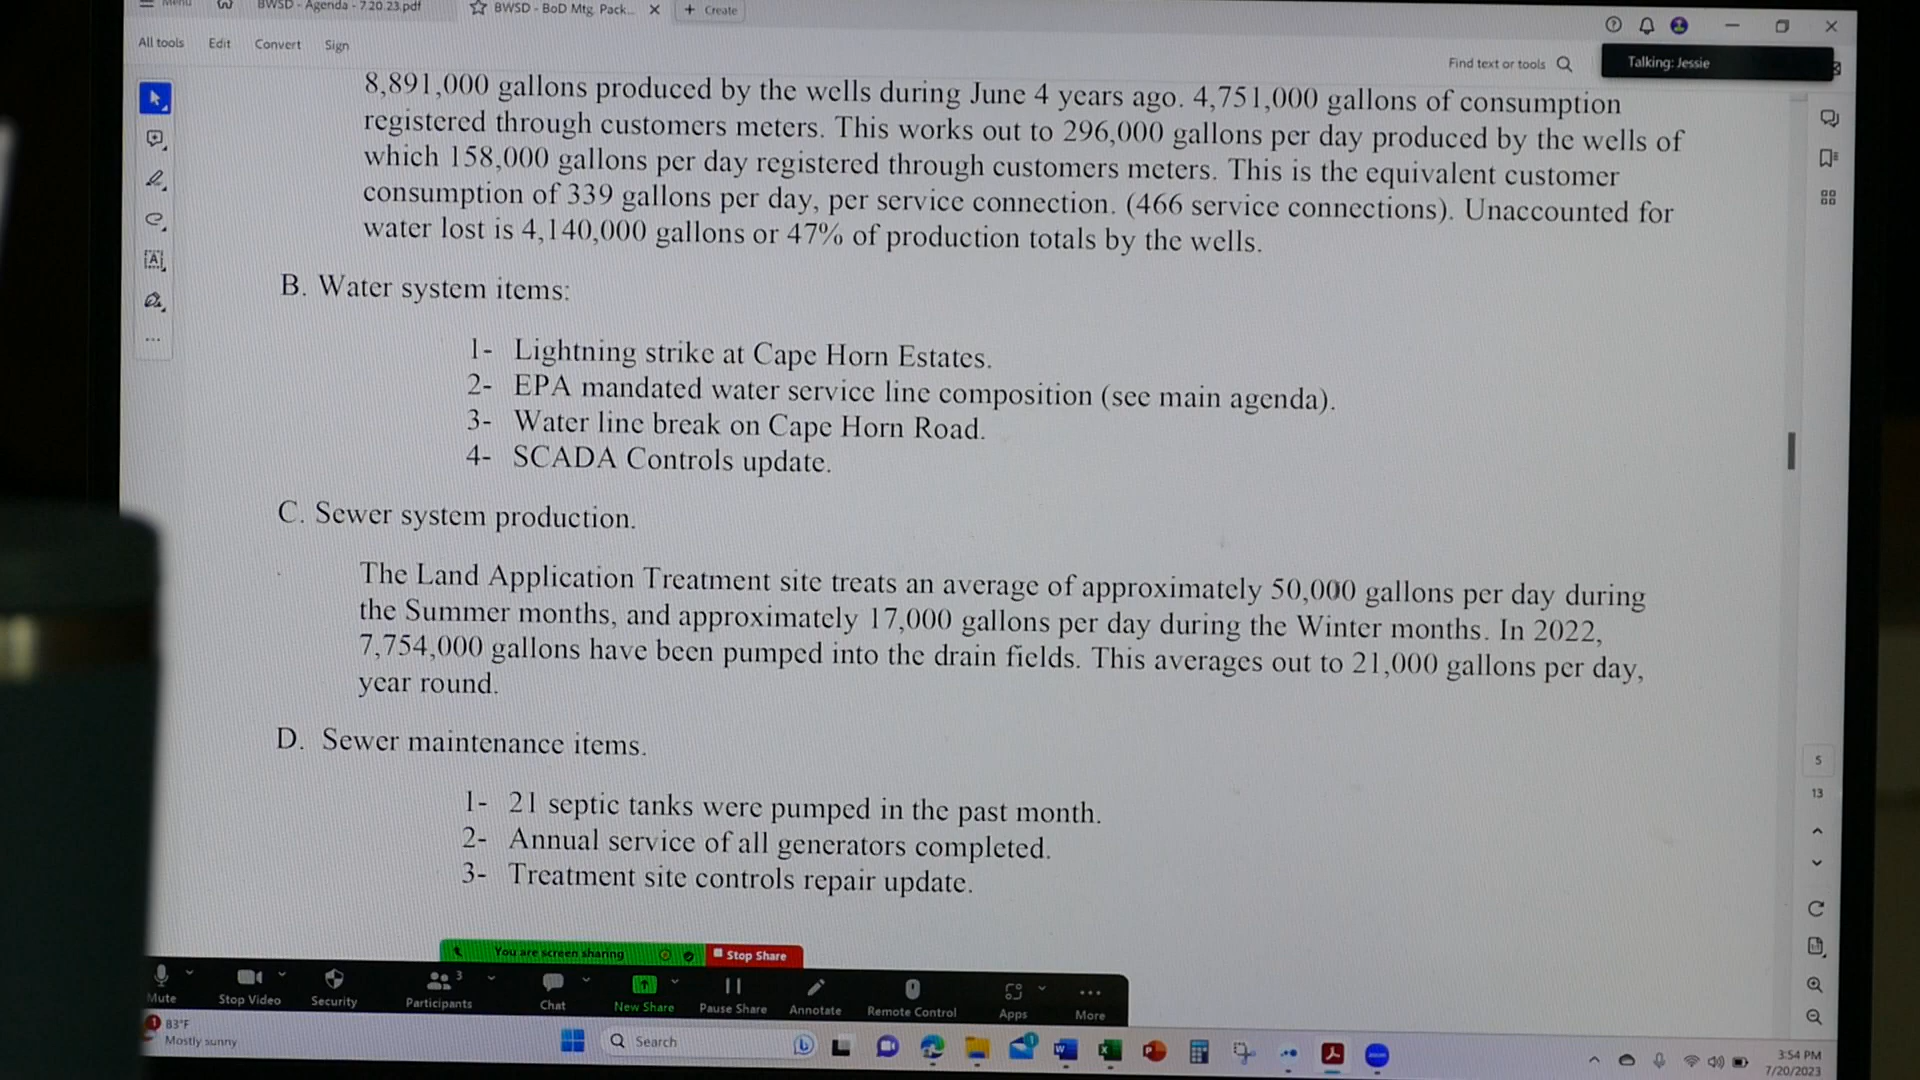 Menu
BWSD - Agenda - 7.20.23.pdf
BWSD - BoD Mtg. Pack...
+ Create
All tools Edit Convert Sign
Find text or tools
Talking: Jessie
8,891,000 gallons produced by the wells during June 4 years ago. 4,751,000 gallons of consumption
registered through customers meters. This works out to 296,000 gallons per day produced by the wells of
which 158,000 gallons per day registered through customers meters. This is the equivalent customer
consumption of 339 gallons per day, per service connection. (466 service connections). Unaccounted for
water lost is 4,140,000 gallons or 47% of production totals by the wells.
B. Water system items:
1- Lightning strike at Cape Horn Estates.
2- EPA mandated water service line composition (see main agenda).
3- Water line break on Cape Horn Road.
4- SCADA Controls update.
C. Sewer system production.
The Land Application Treatment site treats an average of approximately 50,000 gallons per day during
the Summer months, and approximately 17,000 gallons per day during the Winter months. In 2022,
7,754,000 gallons have been pumped into the drain fields. This averages out to 21,000 gallons per day,
year round.
D. Sewer maintenance items.
1- 21 septic tanks were pumped in the past month.
2- Annual service of all generators completed.
3- Treatment site controls repair update.
5
13
You are screen sharing
Stop Share
3
Mute Stop Video Security Participants Chat New Share Pause Share Annotate Remote Control Apps More
1 83°F
Mostly sunny
Search
3:54 PM
7/20/2023